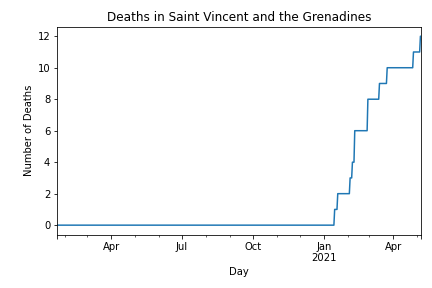 Deaths in Saint Vincent and the Grenadines
12
10
8
6
4
2
0
Number of Deaths
Apr
Jul
Oct
Jan
2021
Apr
Day